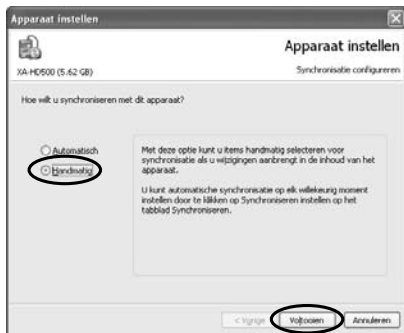 Apparaat instellen
Apparaat instellen
XA-HD500 (5.62 GB)
Synchronisatie configureren
Hoe wilt u synchroniseren met dit apparaat?
Automatisch
Handmatig
Met deze optie kunt u items handmatig selecteren voor
synchronisatie als u wijzigingen aanbrengt in de inhoud van het
apparaat.
U kunt automatische synchronisatie op elk willekeurig moment
instellen door te klikken op Synchroniseren instellen op het
tabblad Synchroniseren.
< Vorige
Voltooien
Annuleren